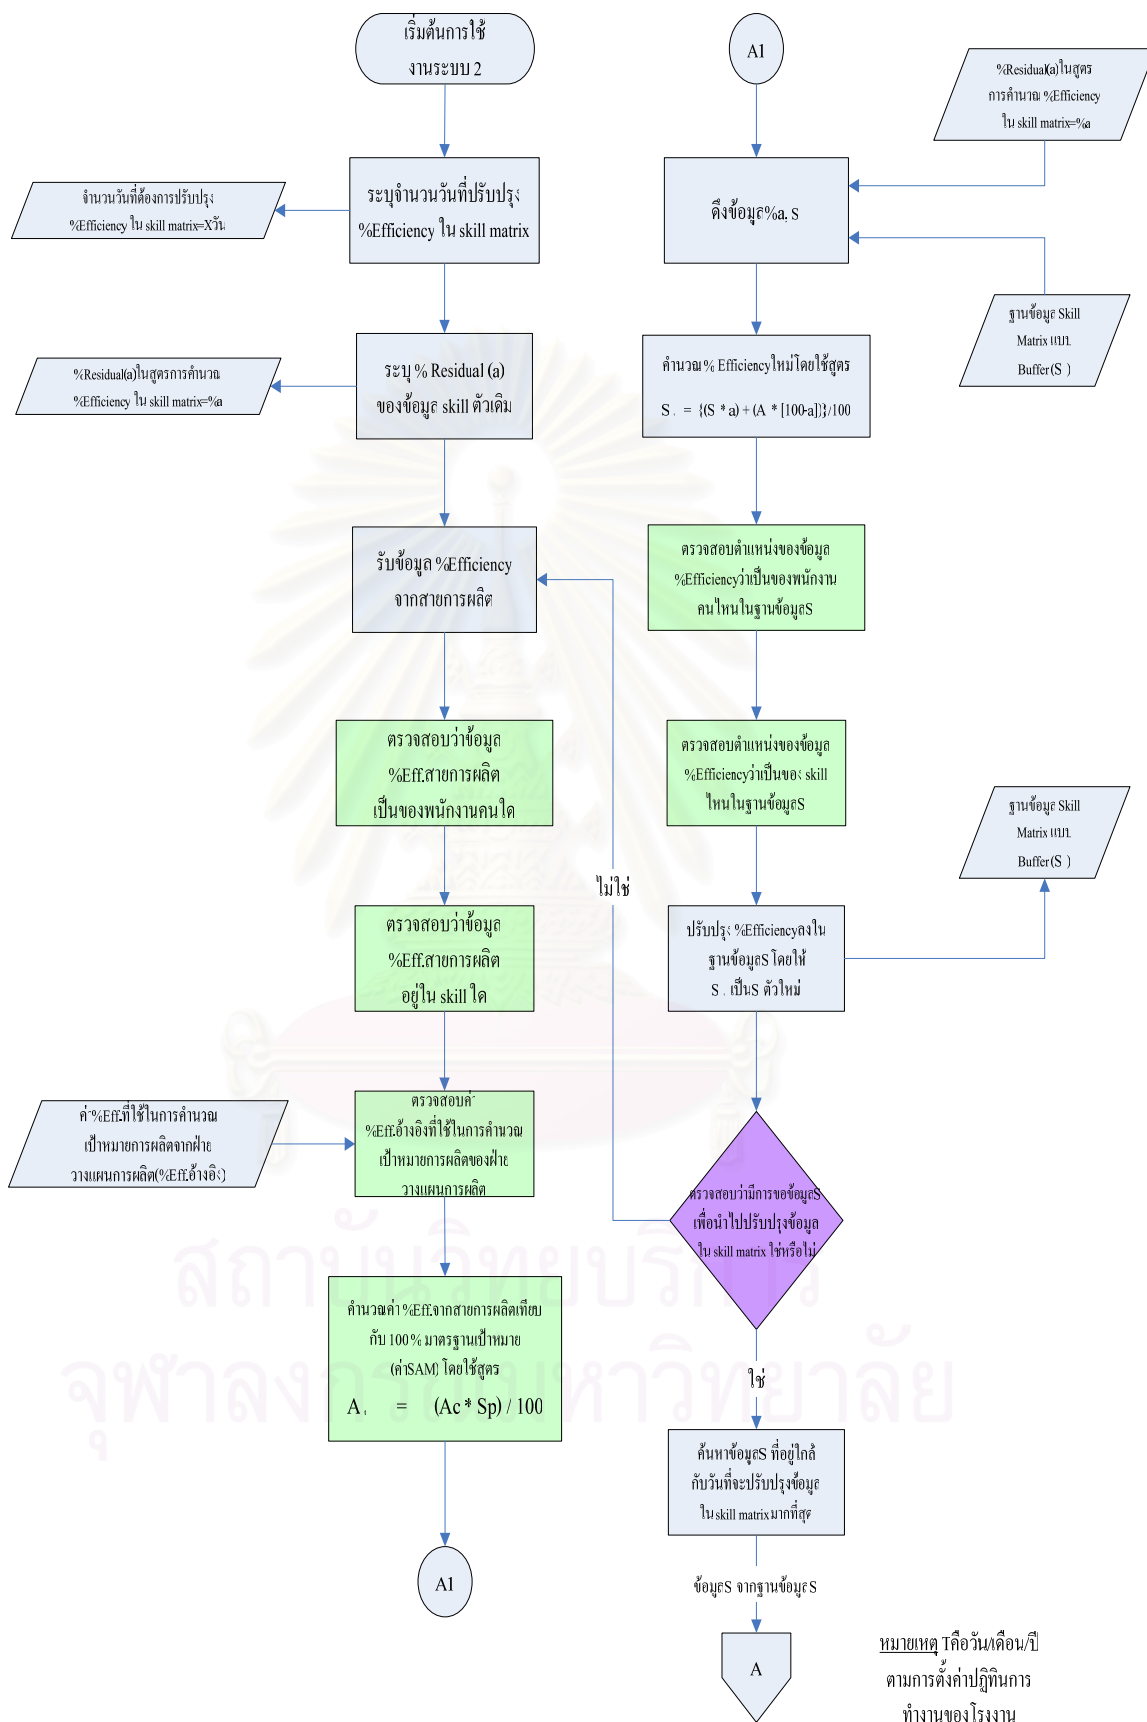 เริ่มต้นการใช้
งานระบบ 2
ระบุจำนวนวันที่ปรับปรุง
%Efficiency ใน skill matrix
จำนวนวันที่ต้องการปรับปรุง
%Efficiency ใน skill matrix=Xวัน
ระบุ % Residual (a)
ของข้อมูล skill ตัวเดิม
%Residual(a)ในสูตรการคำนวณ
%Efficiency ใน skill matrix=%a
รับข้อมูล %Efficiency
จากสายการผลิต
ตรวจสอบว่าข้อมูล
%Eff.สายการผลิต
เป็นของพนักงานคนใด
ตรวจสอบว่าข้อมูล
%Eff.สายการผลิต
อยู่ใน skill ใด
ค่า%Eff.ที่ใช้ในการคำนวณ
เป้าหมายการผลิตจากฝ่าย
วางแผนการผลิต(%Eff.อ้างอิง)
ตรวจสอบค่า
%Eff.อ้างอิงที่ใช้ในการคำนวณ
เป้าหมายการผลิตของฝ่าย
วางแผนการผลิต
คำนวณค่า %Eff.จากสายการผลิตเทียบ
กับ 100% มาตรฐานเป้าหมาย
(ค่าSAM) โดยใช้สูตร
A = (Ac * Sp) / 100
A1
A1
%Residual(a)ในสูตร
การคำนวณ %Efficiency
ใน skill matrix=%a
ดึงข้อมูล%a, S
ฐานข้อมูล Skill
Matrix แบบ
Buffer (S )
คำนวณ % Efficiencyใหม่โดยใช้สูตร
S = {(S * a) + (A * [100-a])}/100
ตรวจสอบตำแหน่งของข้อมูล
%Efficiencyว่าเป็นของพนักงาน
คนไหนในฐานข้อมูลS
ตรวจสอบตำแหน่งของข้อมูล
%Efficiencyว่าเป็นของ skill
ไหนในฐานข้อมูลS
ฐานข้อมูล Skill
Matrix แบบ
Buffer (S )
ปรับปรุง %Efficiencyลงใน
ฐานข้อมูลS โดยให้
S เป็นS ตัวใหม่
ไม่ใช่
ตรวจสอบว่ามีการขอข้อมูลS
เพื่อนำไปปรับปรุงข้อมูล
ใน skill matrix ใช่หรือไม่
ใช่
ค้นหาข้อมูลS ที่อยู่ใกล้
กับวันที่จะปรับปรุงข้อมูล
ใน skill matrix มากที่สุด
ข้อมูลS จากฐานข้อมูลS
A
หมายเหตุ Tคือวัน/เดือน/ปี
ตามการตั้งค่าปฏิทินการ
ทำงานของโรงงาน
สถาบันวิทยบริการ
จุฬาลงกรณ์มหาวิทยาลัย